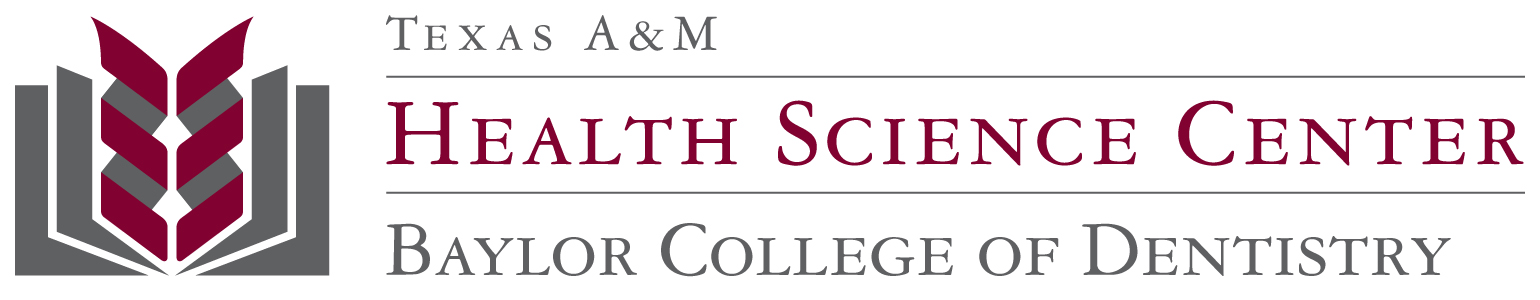 Texas A&M
Health Science Center
Baylor College of Dentistry